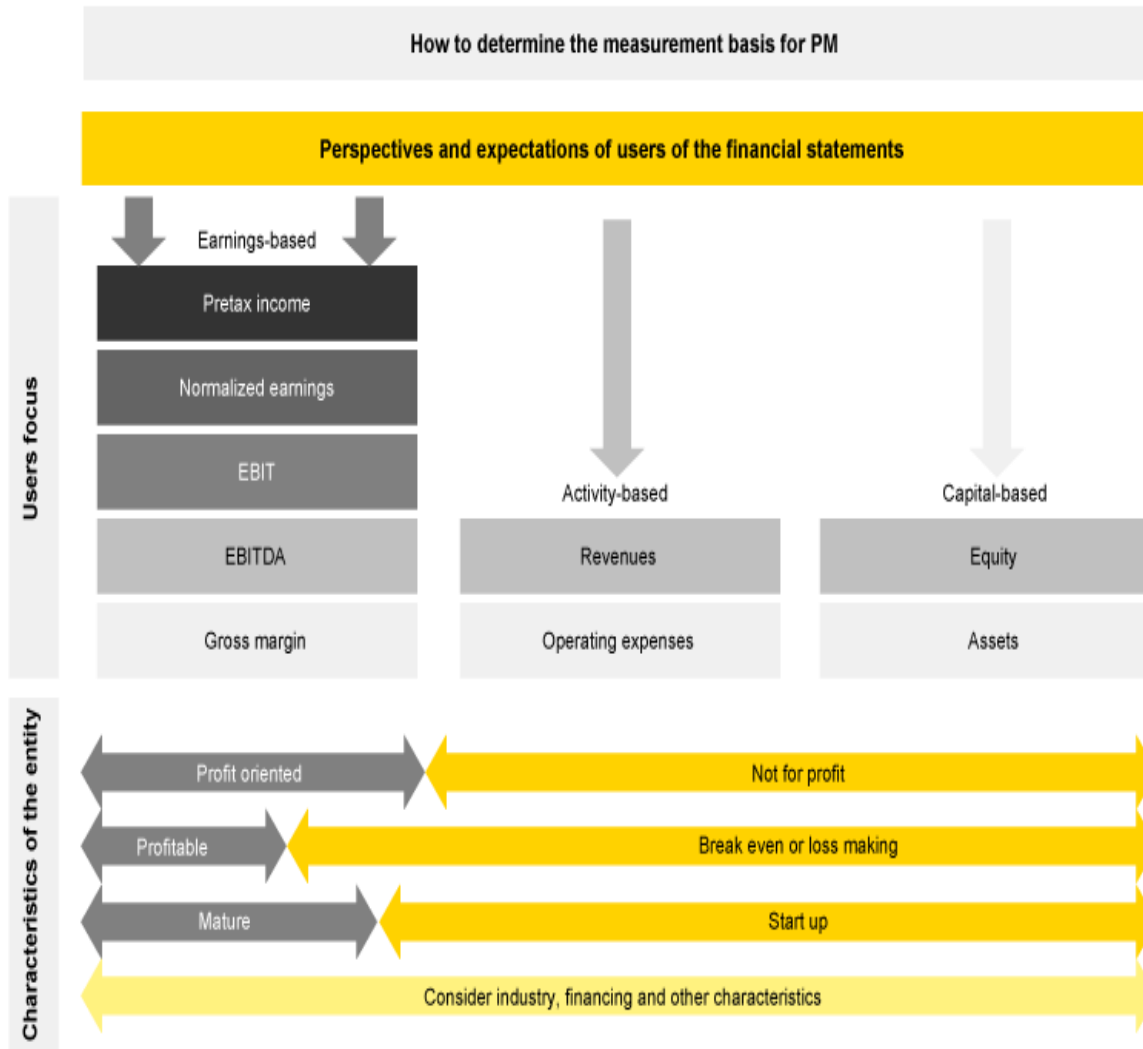 How to determine the measurement basis for PM
Perspectives and expectations of users of the financial statements
Users focus
Earnings-based
Pretax income
Normalized earnings
EBIT
EBITDA
Gross margin
Activity-based
Revenues
Operating expenses
Capital-based
Equity
Assets
Characteristics of the entity
Profit oriented
Not for profit
Profitable
Break even or loss making
Mature
Start up
Consider industry, financing and other characteristics